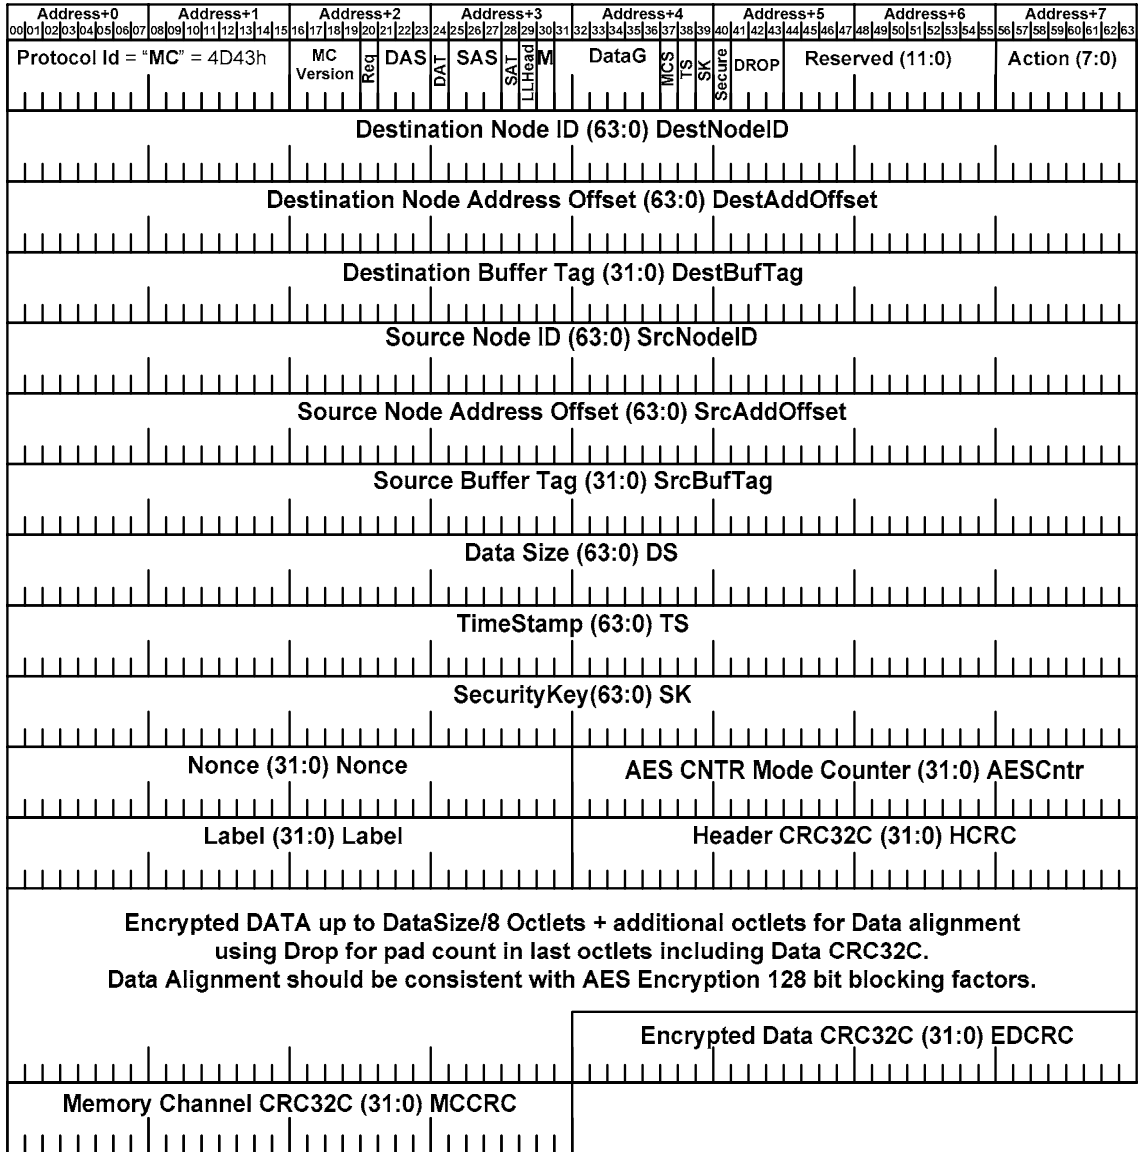 Address+0 Address+1 Address+2 Address+3 Address+4 Address+5 Address+6 Address+7
00 01 02 03 04 05 06 07 08 09 10 11 12 13 14 15 16 17 18 19 20 21 22 23 24 25 26 27 28 29 30 31 32 33 34 35 36 37 38 39 40 41 42 43 44 45 46 47 48 49 50 51 52 53 54 55 56 57 58 59 60 61 62 63
Protocol Id = “MC” = 4D43h MC Version Req DAS DAT SAS SAT LLHead M DataG MCS TS SK Secure DROP Reserved (11:0) Action (7:0)
Destination Node ID (63:0) DestNodeID
Destination Node Address Offset (63:0) DestAddOffset
Destination Buffer Tag (31:0) DestBufTag
Source Node ID (63:0) SrcNodeID
Source Node Address Offset (63:0) SrcAddOffset
Source Buffer Tag (31:0) SrcBufTag
Data Size (63:0) DS
TimeStamp (63:0) TS
SecurityKey(63:0) SK
Nonce (31:0) Nonce AES CNTR Mode Counter (31:0) AESCntr
Label (31:0) Label Header CRC32C (31:0) HCRC
Encrypted DATA up to DataSize/8 Octlets + additional octlets for Data alignment
using Drop for pad count in last octlets including Data CRC32C.
Data Alignment should be consistent with AES Encryption 128 bit blocking factors.
Encrypted Data CRC32C (31:0) EDCRC
Memory Channel CRC32C (31:0) MCCRC